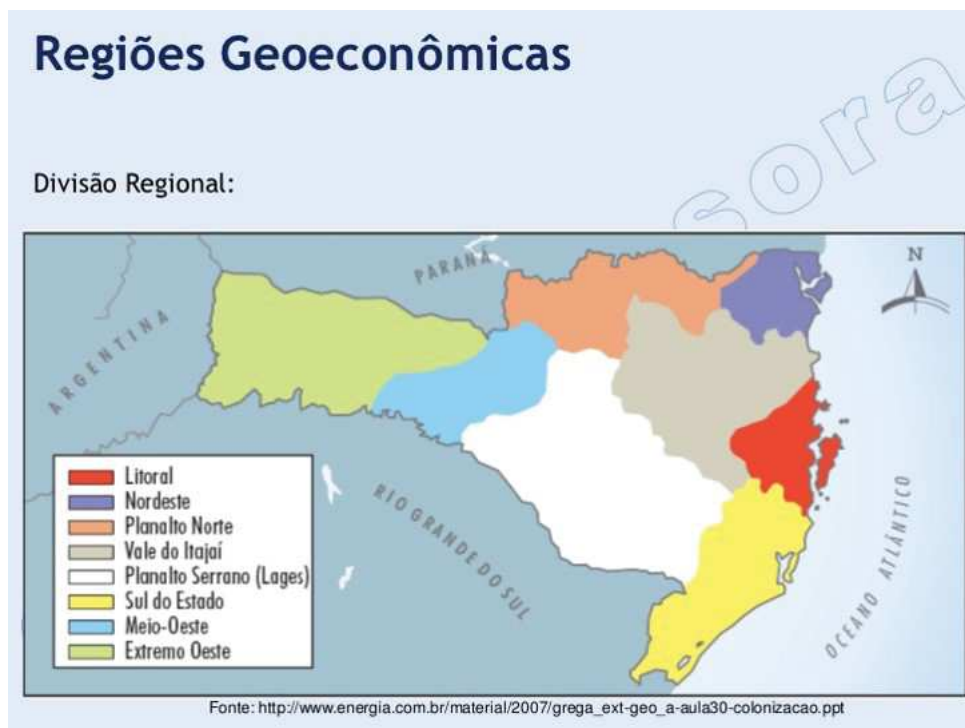 Regiões Geoeconômicas
sora
Divisão Regional:
PARANÁ
N
ARGENTINA
Litoral
Nordeste
Planalto Norte
Vale do Itajaí
Planalto Serrano (Lages)
Sul do Estado
Meio-Oeste
Extremo Oeste
RIO GRANDE DO SUL
OCEANO ATLÂNTICO
Fonte: http://www.energia.com.br/material/2007/grega_ext-geo_a-aula30-colonizacao.ppt